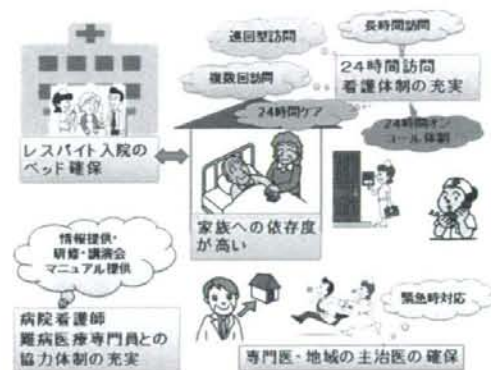 巡回型訪問
長時間訪問
複数回訪問
24時間訪問
看護体制の充実
24時間ケア
24時間オン
コール体制
レスパイト入院の
ベッド確保
家族への依存度
が高い
情報提供・
研修・講演会
マニュアル提供
緊急時対応
病院看護師
難病医療専門員との
協力体制の充実
専門医・地域の主治医の確保